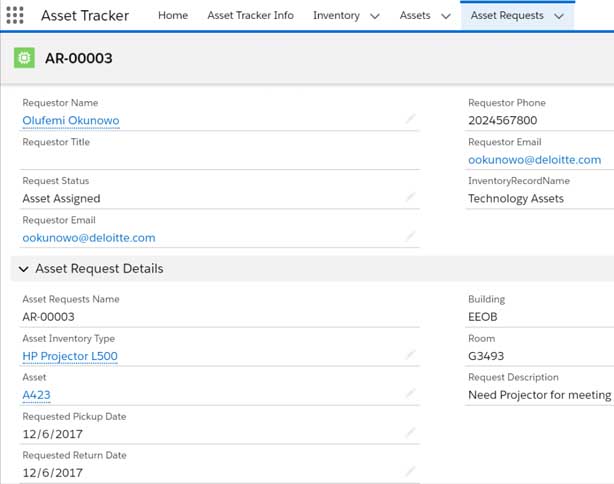 Asset Tracker Home Asset Tracker Info Inventory Assets Asset Requests
AR-00003
Requestor Name
Olufemi Okunowo
Requestor Title
Request Status
Asset Assigned
Requestor Email
ookunowo@deloitte.com
Requestor Phone
2024567800
Requestor Email
ookunowo@deloitte.com
InventoryRecordName
Technology Assets
Asset Request Details
Asset Requests Name
AR-00003
Asset Inventory Type
HP Projector L500
Asset
A423
Requested Pickup Date
12/6/2017
Requested Return Date
12/6/2017
Building
EEOB
Room
G3493
Request Description
Need Projector for meeting